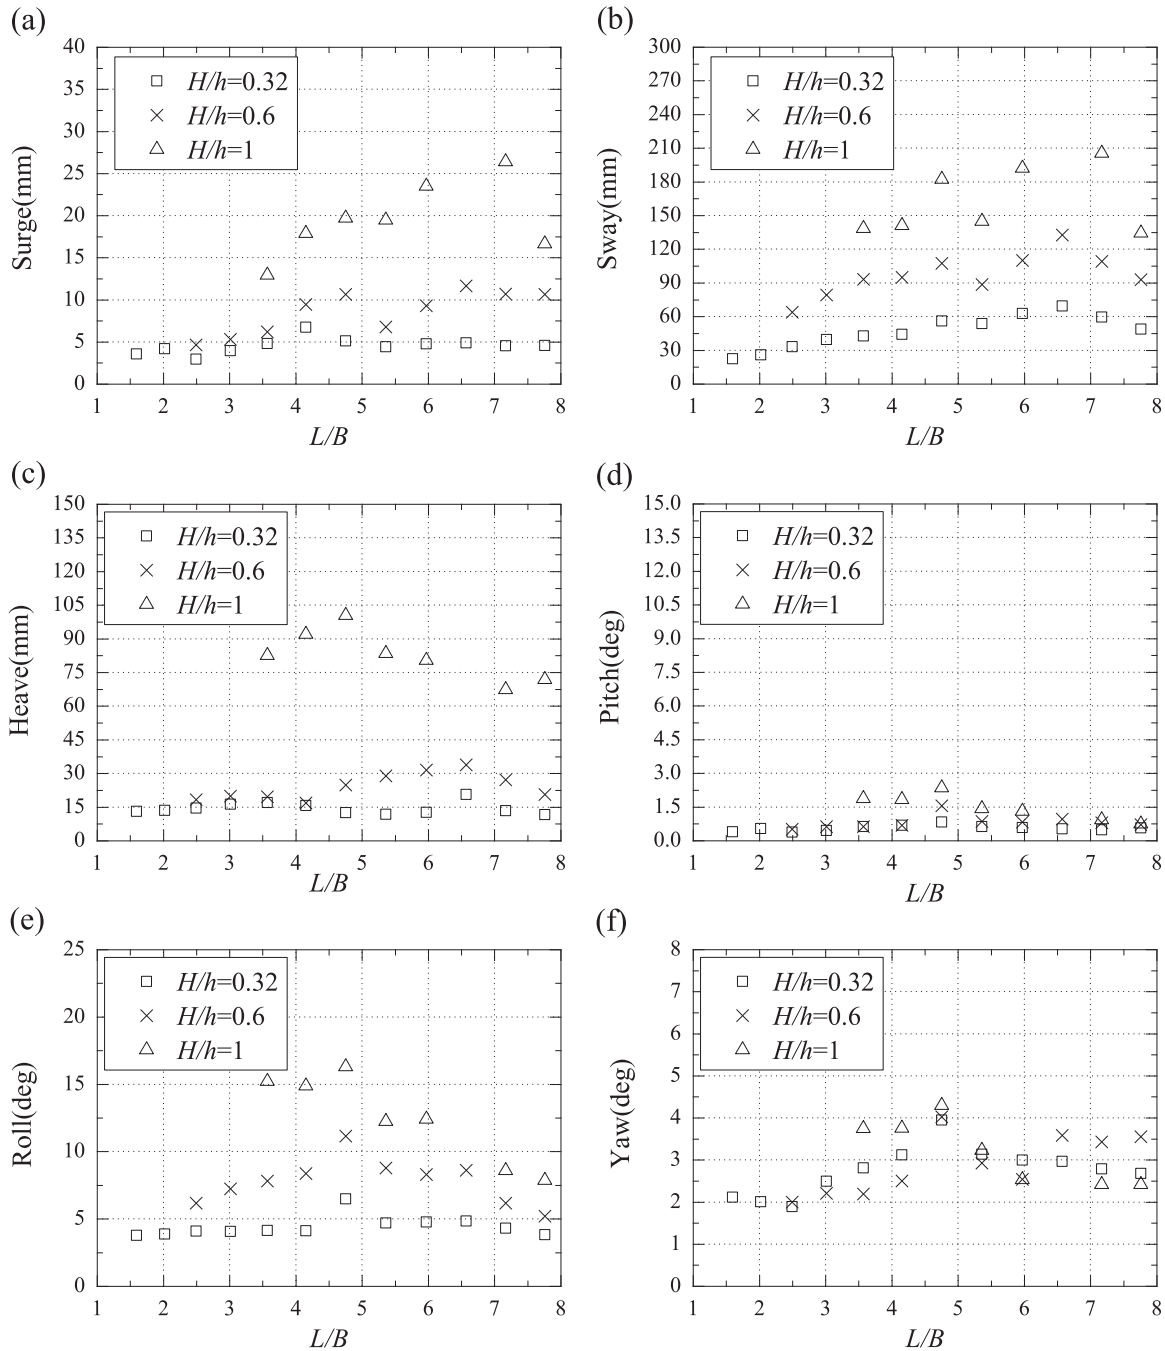 (a)
40
35
30
25
20
15
10
5
0
Surge(mm)
H/h=0.32
H/h=0.6
H/h=1
1 2 3 4 5 6 7 8
L/B
(b)
300
270
240
210
180
150
120
90
60
30
0
Sway(mm)
H/h=0.32
H/h=0.6
H/h=1
1 2 3 4 5 6 7 8
L/B
(c)
150
135
120
105
90
75
60
45
30
15
0
Heave(mm)
H/h=0.32
H/h=0.6
H/h=1
1 2 3 4 5 6 7 8
L/B
(d)
15.0
13.5
12.0
10.5
9.0
7.5
6.0
4.5
3.0
1.5
0.0
Pitch(deg)
H/h=0.32
H/h=0.6
H/h=1
1 2 3 4 5 6 7 8
L/B
(e)
25
20
15
10
5
0
Roll(deg)
H/h=0.32
H/h=0.6
H/h=1
1 2 3 4 5 6 7 8
L/B
(f)
8
7
6
5
4
3
2
1
0
Yaw(deg)
H/h=0.32
H/h=0.6
H/h=1
1 2 3 4 5 6 7 8
L/B